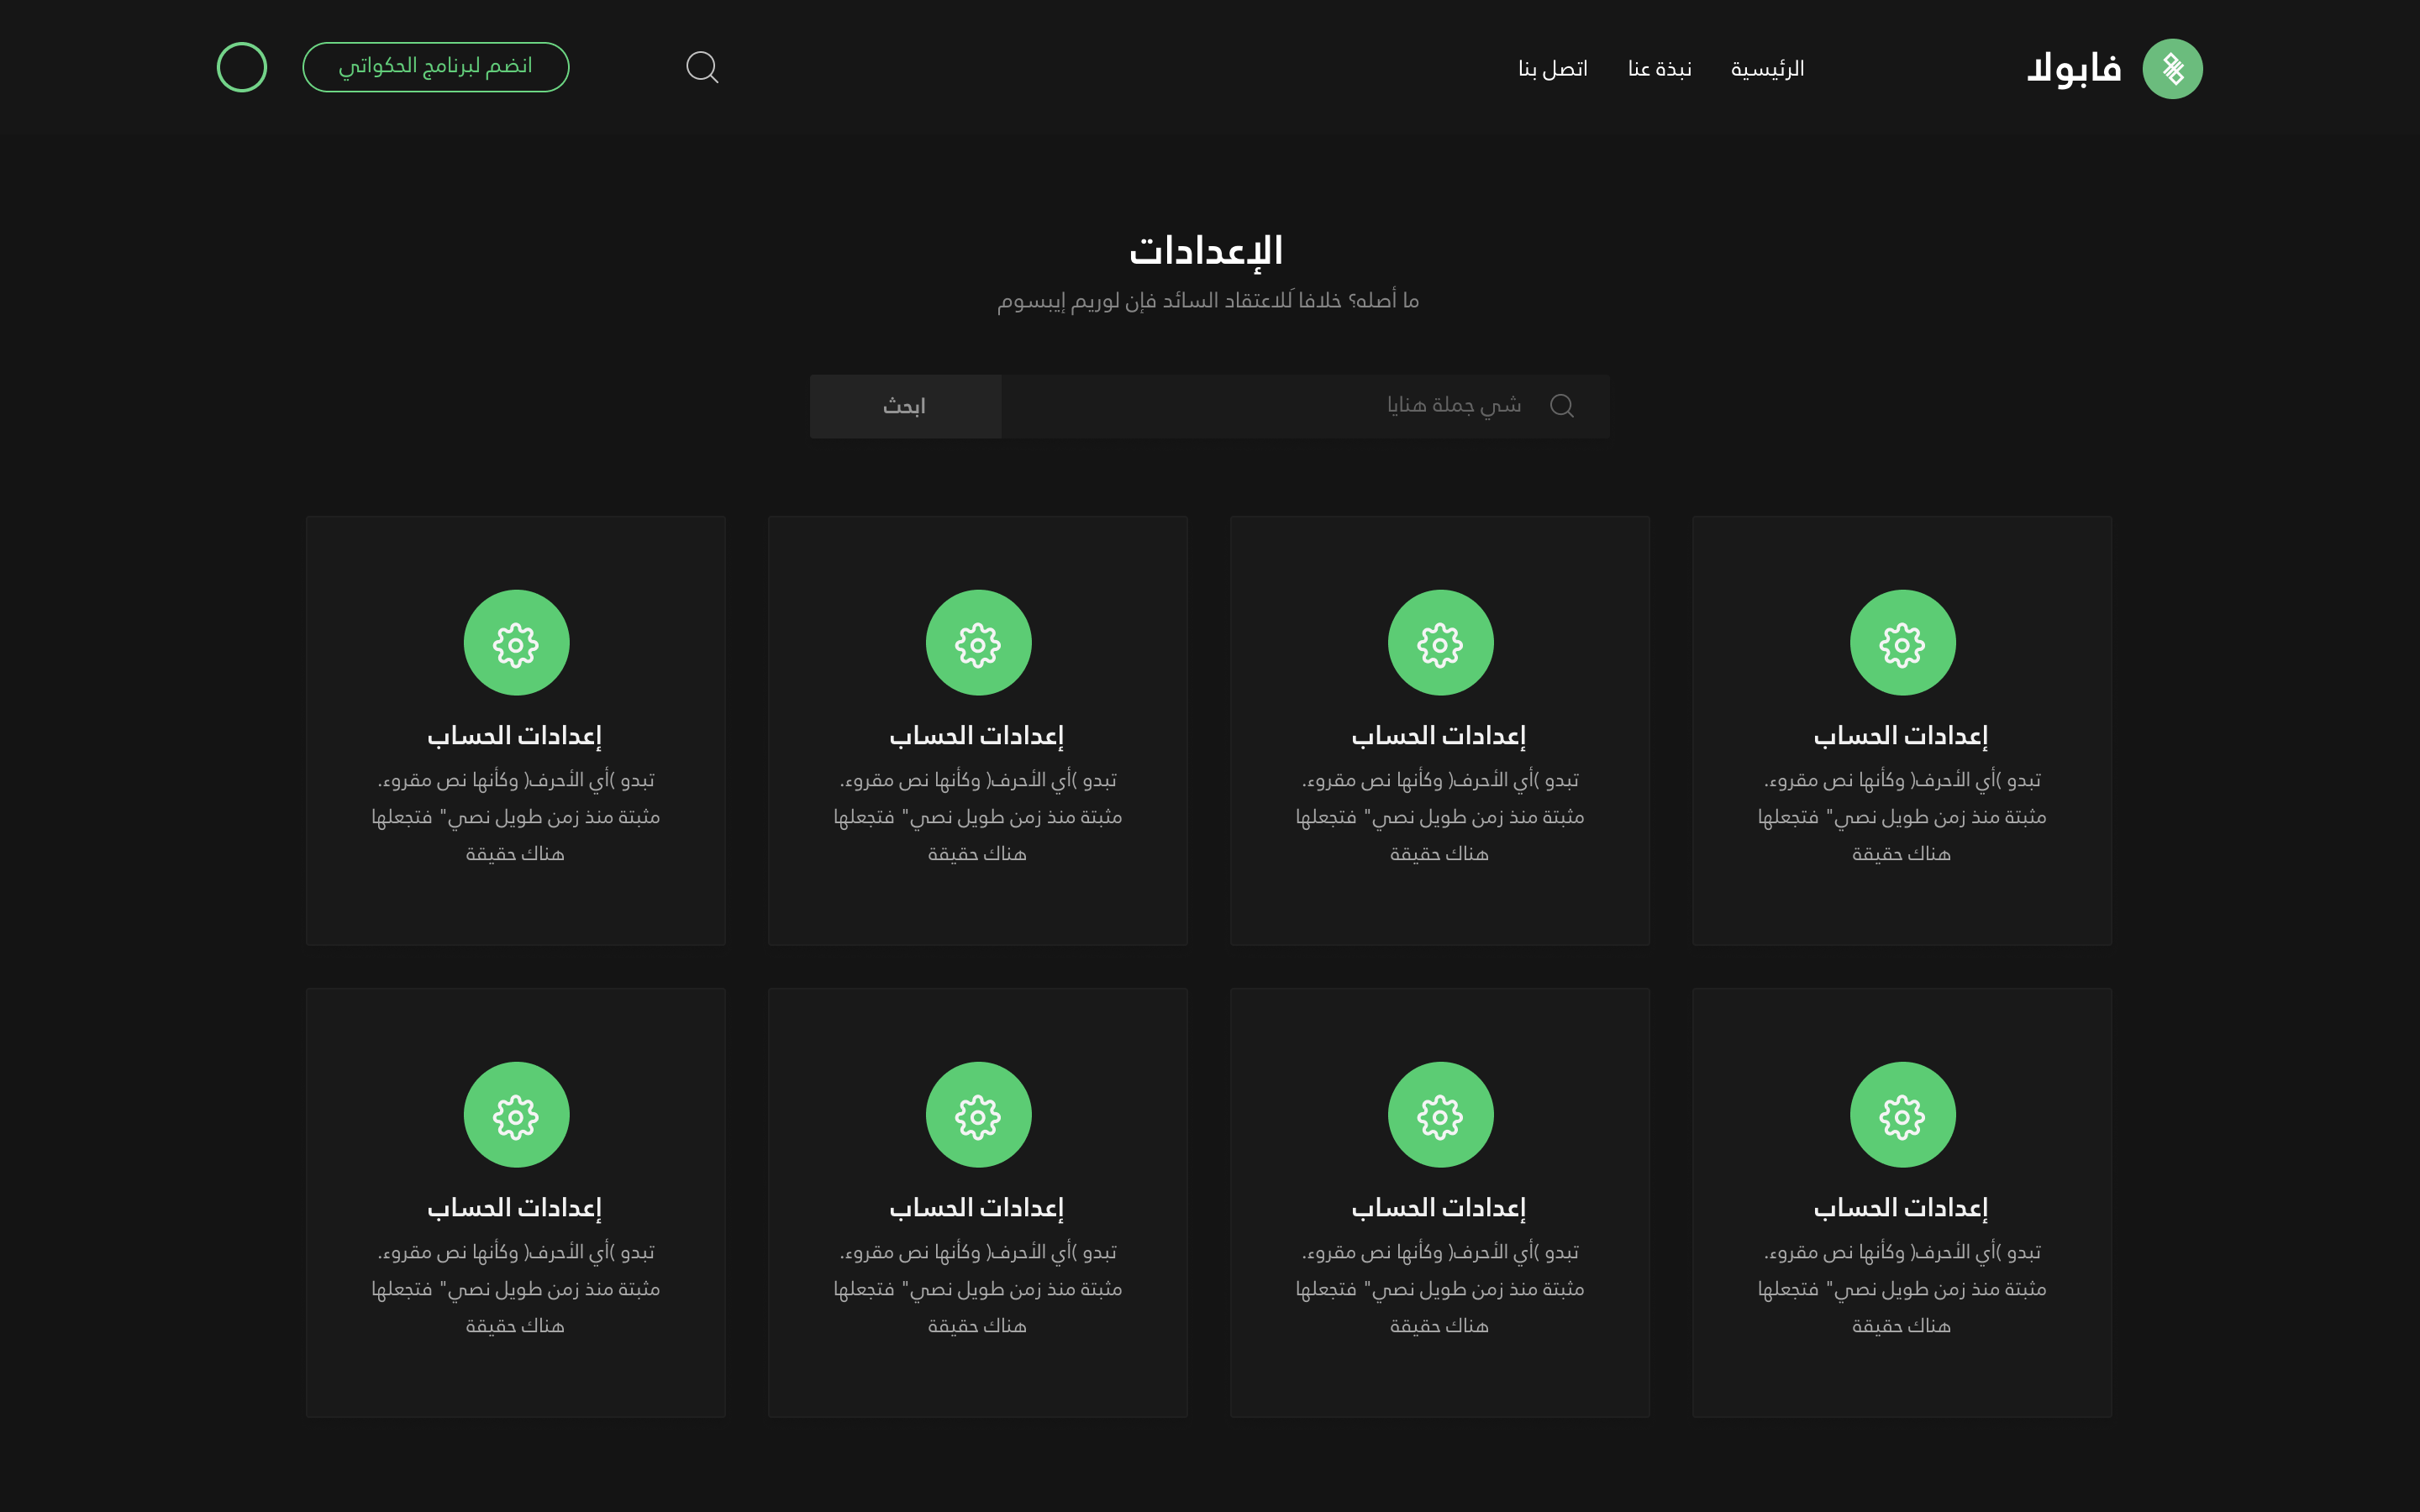 فابولا
الرئيسية
نبذة عنا
اتصل بنا
انضم لبرنامج الحكواتي
الإعدادات
ما أصله؟ خلافا َللاعتقاد السائد فإن لوريم إيبسوم
شي جملة هنايا
ابحث
إعدادات الحساب
تبدو )أي الأحرف( وكأنها نص مقروء.
مثبتة منذ زمن طويل نصي" فتجعلها
هناك حقيقة
إعدادات الحساب
تبدو )أي الأحرف( وكأنها نص مقروء.
مثبتة منذ زمن طويل نصي" فتجعلها
هناك حقيقة
إعدادات الحساب
تبدو )أي الأحرف( وكأنها نص مقروء.
مثبتة منذ زمن طويل نصي" فتجعلها
هناك حقيقة
إعدادات الحساب
تبدو )أي الأحرف( وكأنها نص مقروء.
مثبتة منذ زمن طويل نصي" فتجعلها
هناك حقيقة
إعدادات الحساب
تبدو )أي الأحرف( وكأنها نص مقروء.
مثبتة منذ زمن طويل نصي" فتجعلها
هناك حقيقة
إعدادات الحساب
تبدو )أي الأحرف( وكأنها نص مقروء.
مثبتة منذ زمن طويل نصي" فتجعلها
هناك حقيقة
إعدادات الحساب
تبدو )أي الأحرف( وكأنها نص مقروء.
مثبتة منذ زمن طويل نصي" فتجعلها
هناك حقيقة
إعدادات الحساب
تبدو )أي الأحرف( وكأنها نص مقروء.
مثبتة منذ زمن طويل نصي" فتجعلها
هناك حقيقة